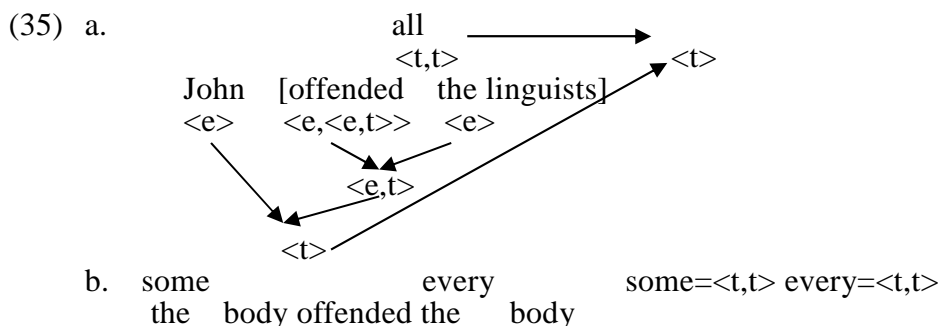 (35) a. all
<t,t> <t>
John [offended the linguists]
<e> <e,<e,t>> <e>
<e,t>
<t>
b. some every some=<t,t> every=<t,t>
the body offended the body